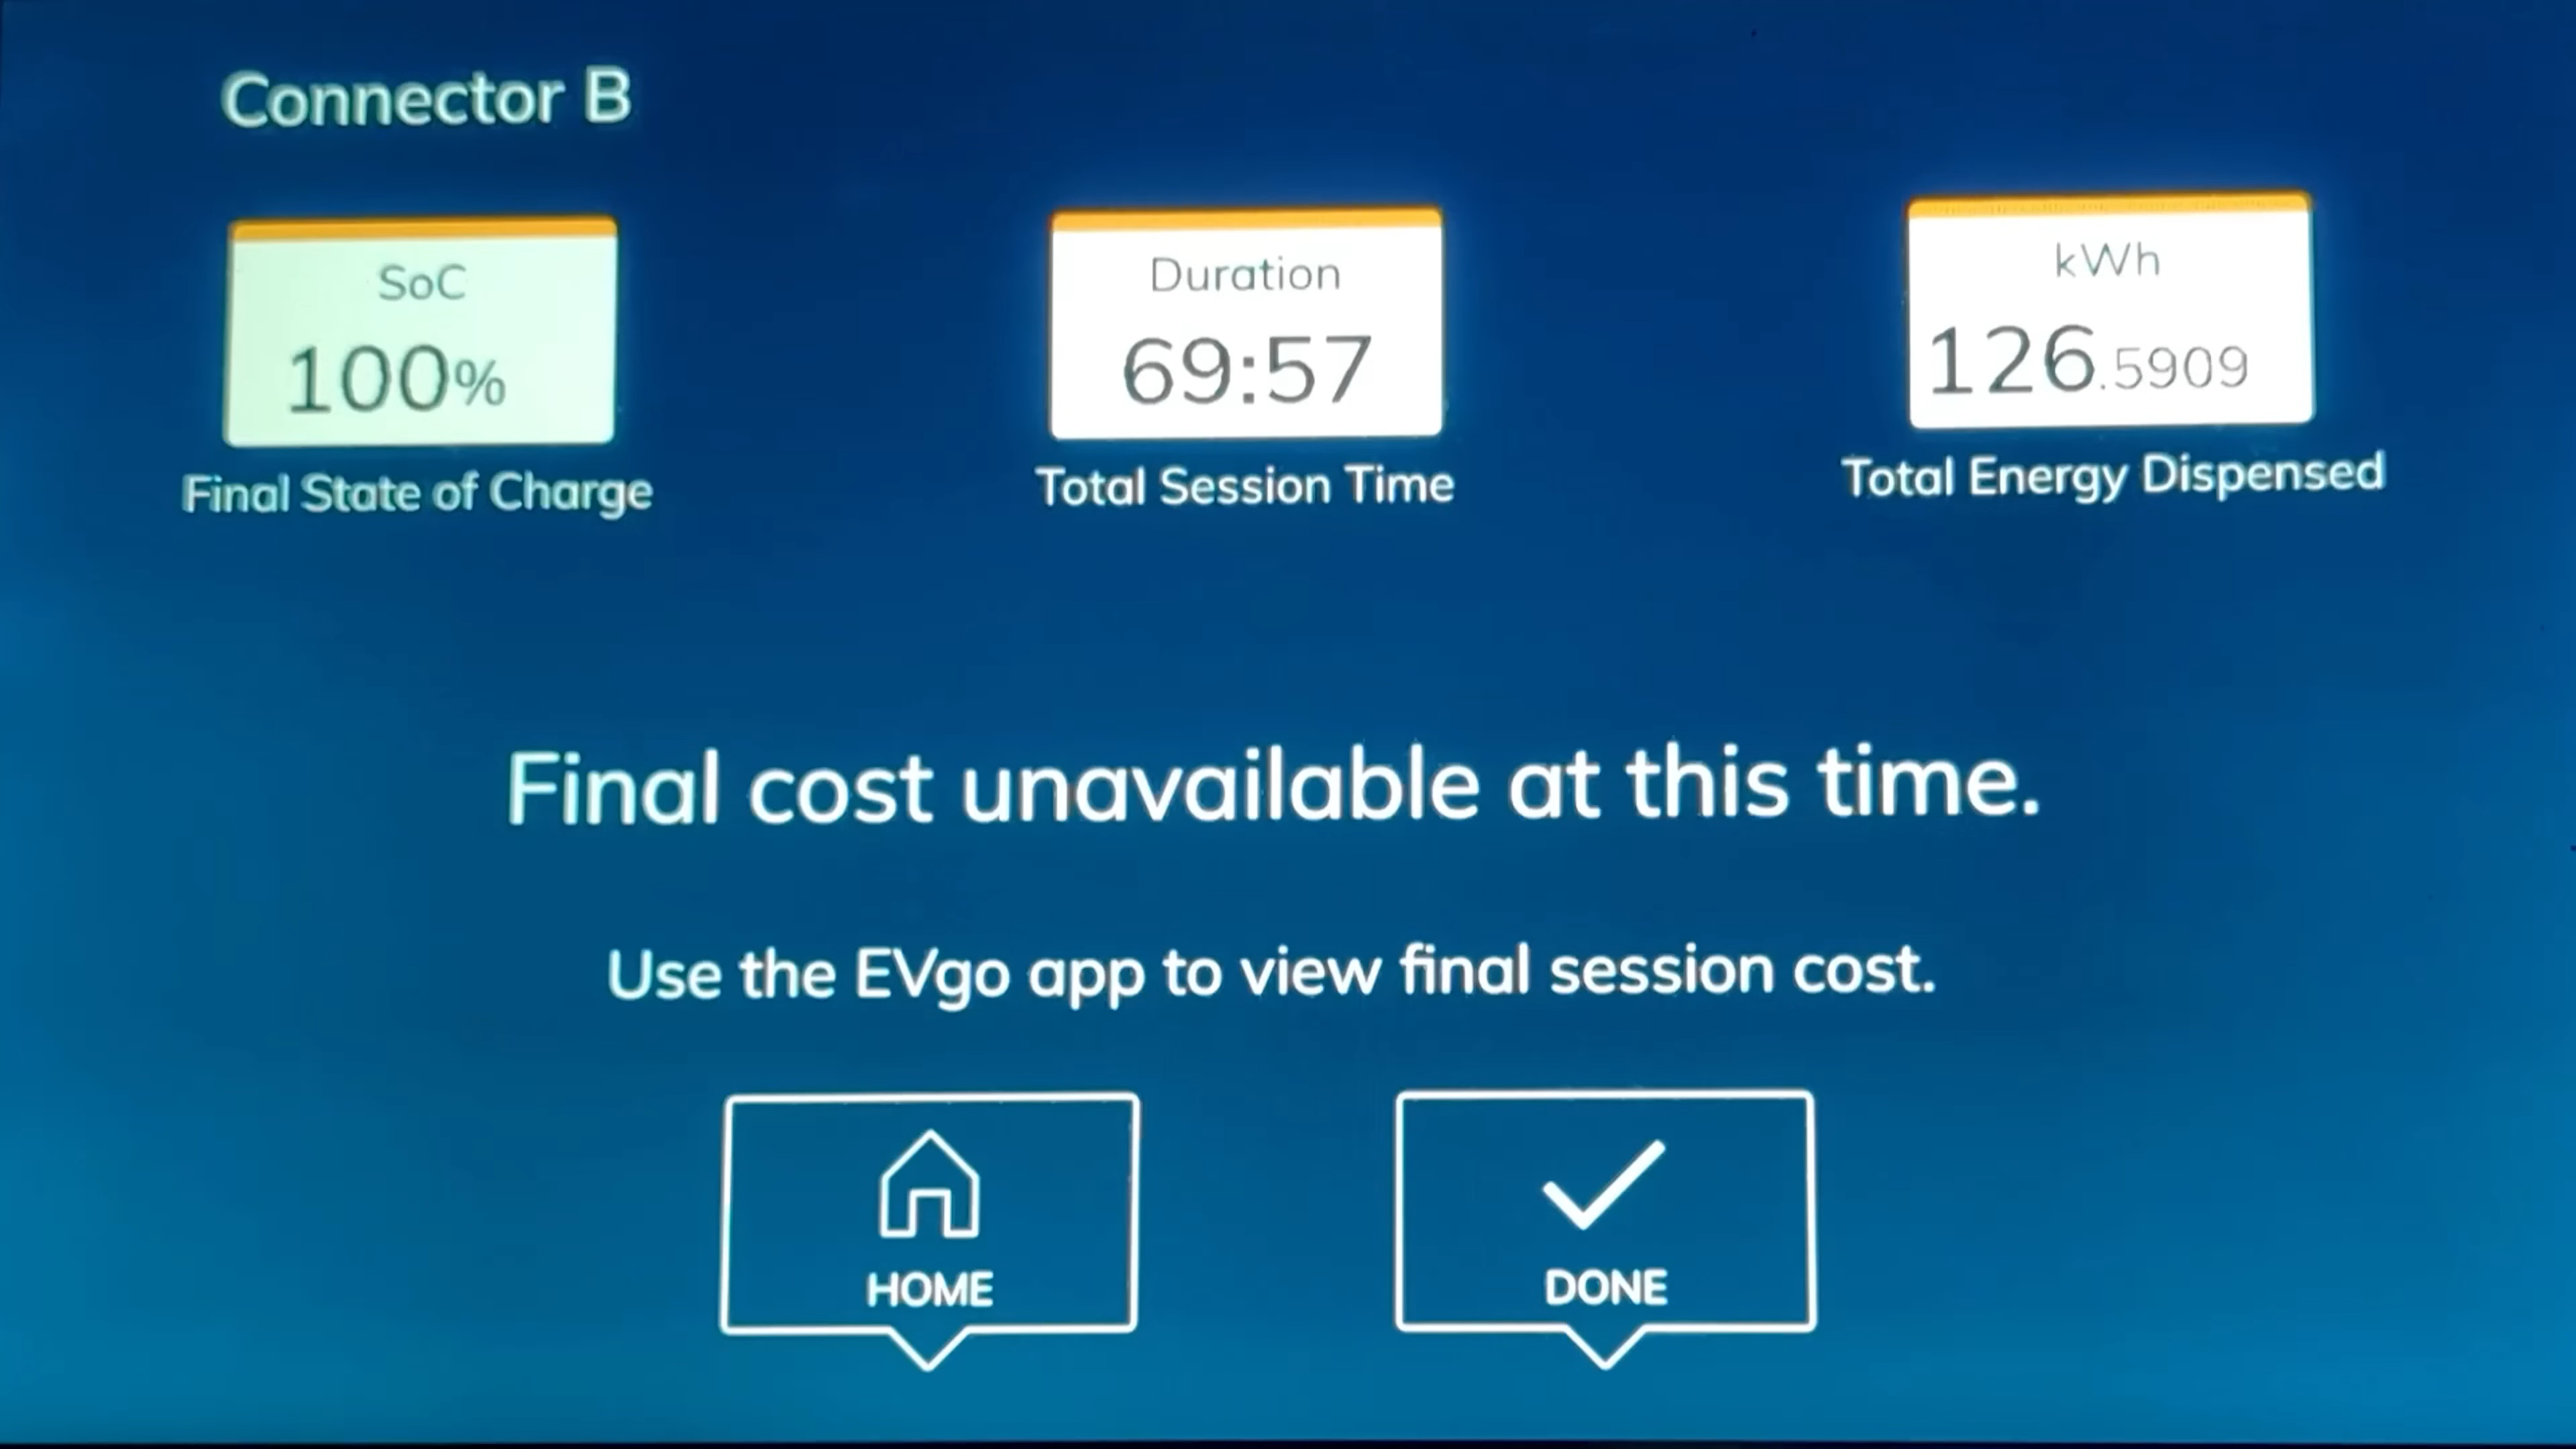 Connector B
SoC
100%
Final State of Charge
Duration
69:57
Total Session Time
kWh
126.5909
Total Energy Dispensed
Final cost unavailable at this time.
Use the EVgo app to view final session cost.
HOME
DONE